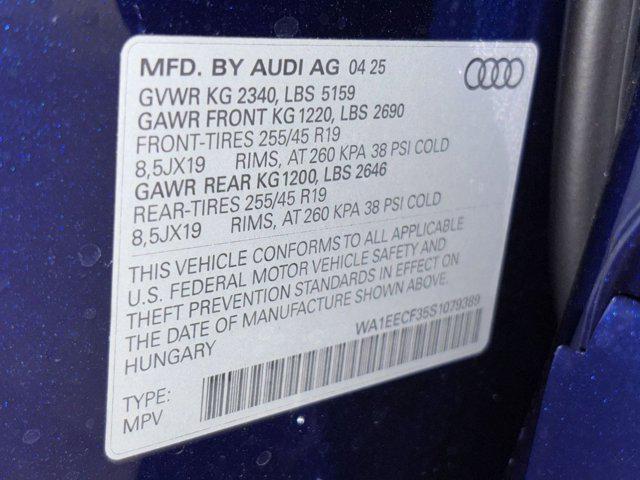 MFD. BY AUDI AG 04 25
GVWR KG 2340, LBS 5159
GAWR FRONT KG 1220, LBS 2690
FRONT-TIRES 255/45 R19
8,5JX19 RIMS, AT 260 KPA 38 PSI COLD
GAWR REAR KG 1200, LBS 2646
REAR-TIRES 255/45 R19
8,5JX19 RIMS, AT 260 KPA 38 PSI COLD
THIS VEHICLE CONFORMS TO ALL APPLICABLE
U.S. FEDERAL MOTOR VEHICLE SAFETY AND
THEFT PREVENTION STANDARDS IN EFFECT ON
THE DATE OF MANUFACTURE SHOWN ABOVE.
HUNGARY
WA1EECF35S1079389
TYPE:
MPV